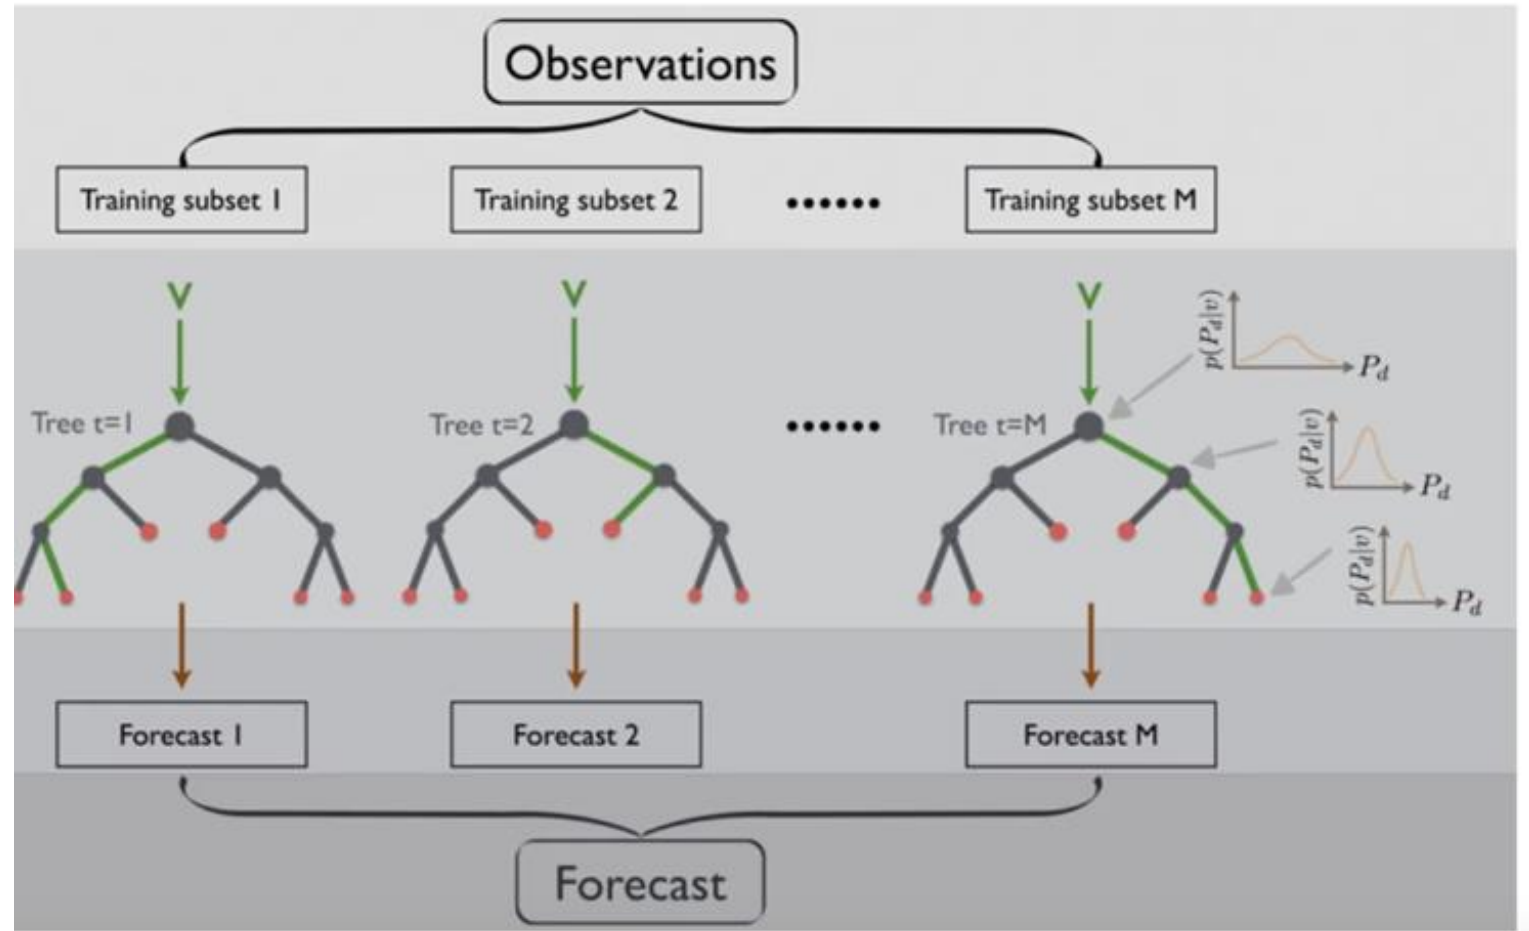 Observations
Training subset 1
Training subset 2
......
Training subset M
V
V
V
p(P_d|v)
P_d
Tree t=1
Tree t=2
......
Tree t=M
p(P_d|v)
P_d
p(P_d|v)
P_d
Forecast 1
Forecast 2
Forecast M
Forecast